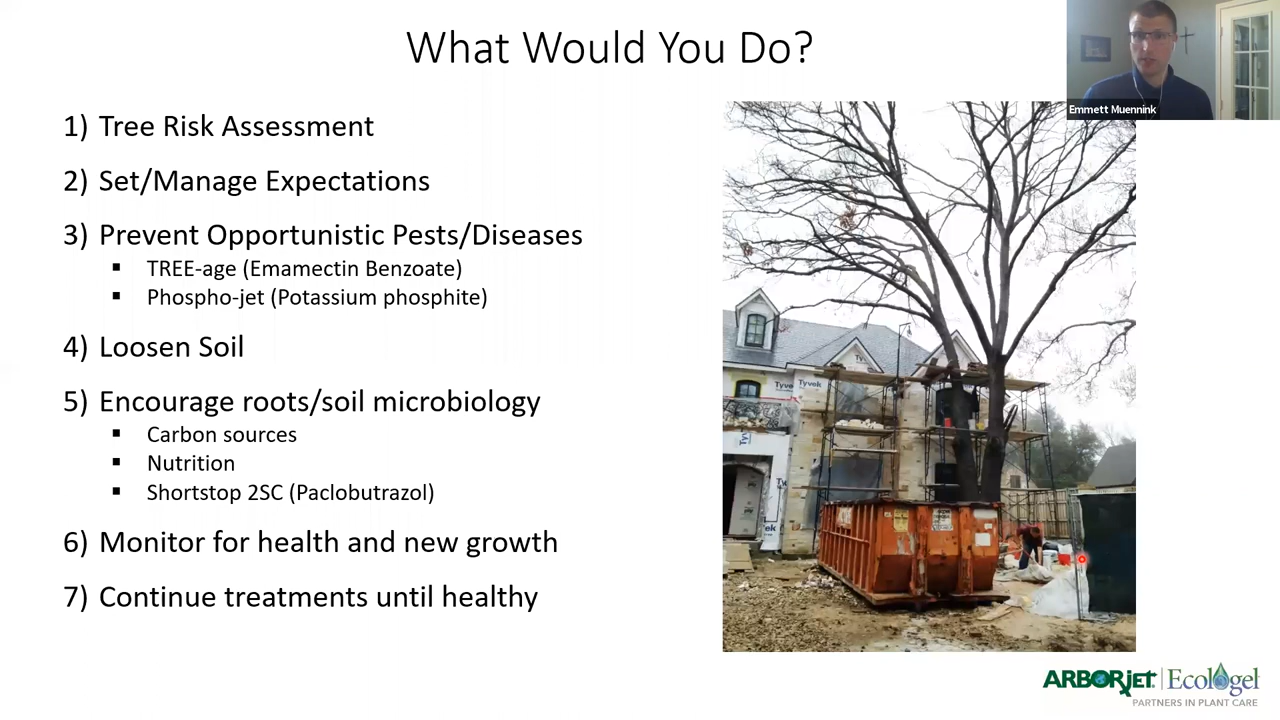 What Would You Do?
Emmett Muennink
1) Tree Risk Assessment
2) Set/Manage Expectations
3) Prevent Opportunistic Pests/Diseases
▪ TREE-age (Emamectin Benzoate)
▪ Phospho-jet (Potassium phosphite)
4) Loosen Soil
5) Encourage roots/soil microbiology
▪ Carbon sources
▪ Nutrition
▪ Shortstop 2SC (Paclobutrazol)
6) Monitor for health and new growth
7) Continue treatments until healthy
Tyvek Tyvek
ARBORJET | Ecologel
PARTNERS IN PLANT CARE